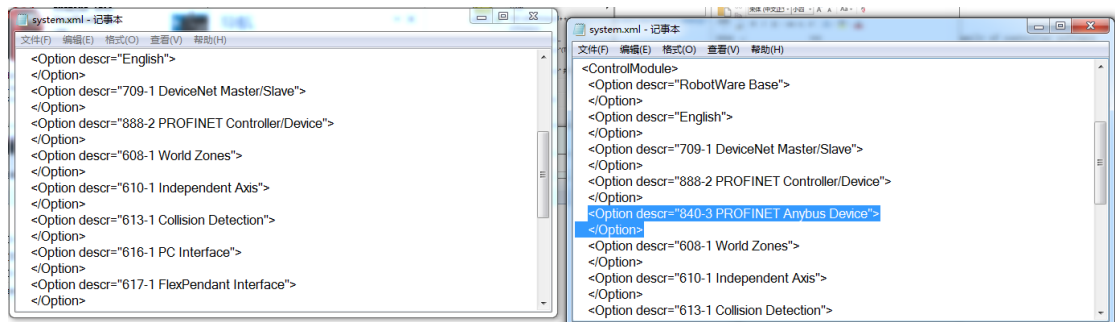 system.xml - 记事本
文件(F) 编辑(E) 格式(O) 查看(V) 帮助(H)
<Option descr="English">
</Option>
<Option descr="709-1 DeviceNet Master/Slave">
</Option>
<Option descr="888-2 PROFINET Controller/Device">
</Option>
<Option descr="608-1 World Zones">
</Option>
<Option descr="610-1 Independent Axis">
</Option>
<Option descr="613-1 Collision Detection">
</Option>
<Option descr="616-1 PC Interface">
</Option>
<Option descr="617-1 FlexPendant Interface">
</Option>
system.xml - 记事本
文件(F) 编辑(E) 格式(O) 查看(V) 帮助(H)
<ControlModule>
<Option descr="RobotWare Base">
</Option>
<Option descr="English">
</Option>
<Option descr="709-1 DeviceNet Master/Slave">
</Option>
<Option descr="888-2 PROFINET Controller/Device">
</Option>
<Option descr="840-3 PROFINET Anybus Device">
</Option>
<Option descr="608-1 World Zones">
</Option>
<Option descr="610-1 Independent Axis">
</Option>
<Option descr="613-1 Collision Detection">